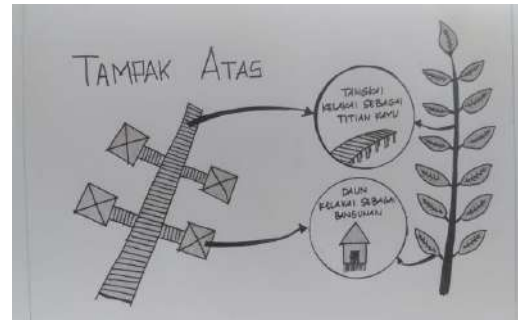 TAMPAK ATAS
TANGKAI
KELAKAI SEBAGAI
TITIAN KAYU
DAUN
KELAKAI SEBAGAI
BANGUNAN